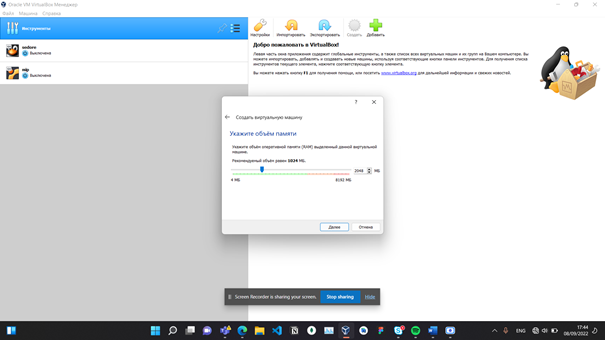 Oracle VM VirtualBox Менеджер
Файл Машина Справка
Инструменты
Настройки Импортировать Экспортировать Создать Добавить
Выключена
Выключена
Добро пожаловать в VirtualBox!
Левая часть окна приложения содержит глобальные инструменты, а также список всех виртуальных машин и их групп на Вашем компьютере. Вы
можете импортировать, добавлять и создавать новые машины, используя соответствующие кнопки панели инструментов. Для получения списка
инструментов текущего элемента, нажмите соответствующую кнопку элемента.
Вы можете нажать кнопку F1 для получения помощи, или посетить www.virtualbox.org для дальнейшей информации и свежих новостей.
?
Создать виртуальную машину
Укажите объём памяти
Укажите объём оперативной памяти (RAM) выделенный данной виртуальной
машине.
Рекомендуемый объём равен 1024 МБ.
2048 МБ
4 МБ 8192 МБ
Далее Отмена
Screen Recorder is sharing your screen. Stop sharing Hide
ENG
17:44
08/09/2022